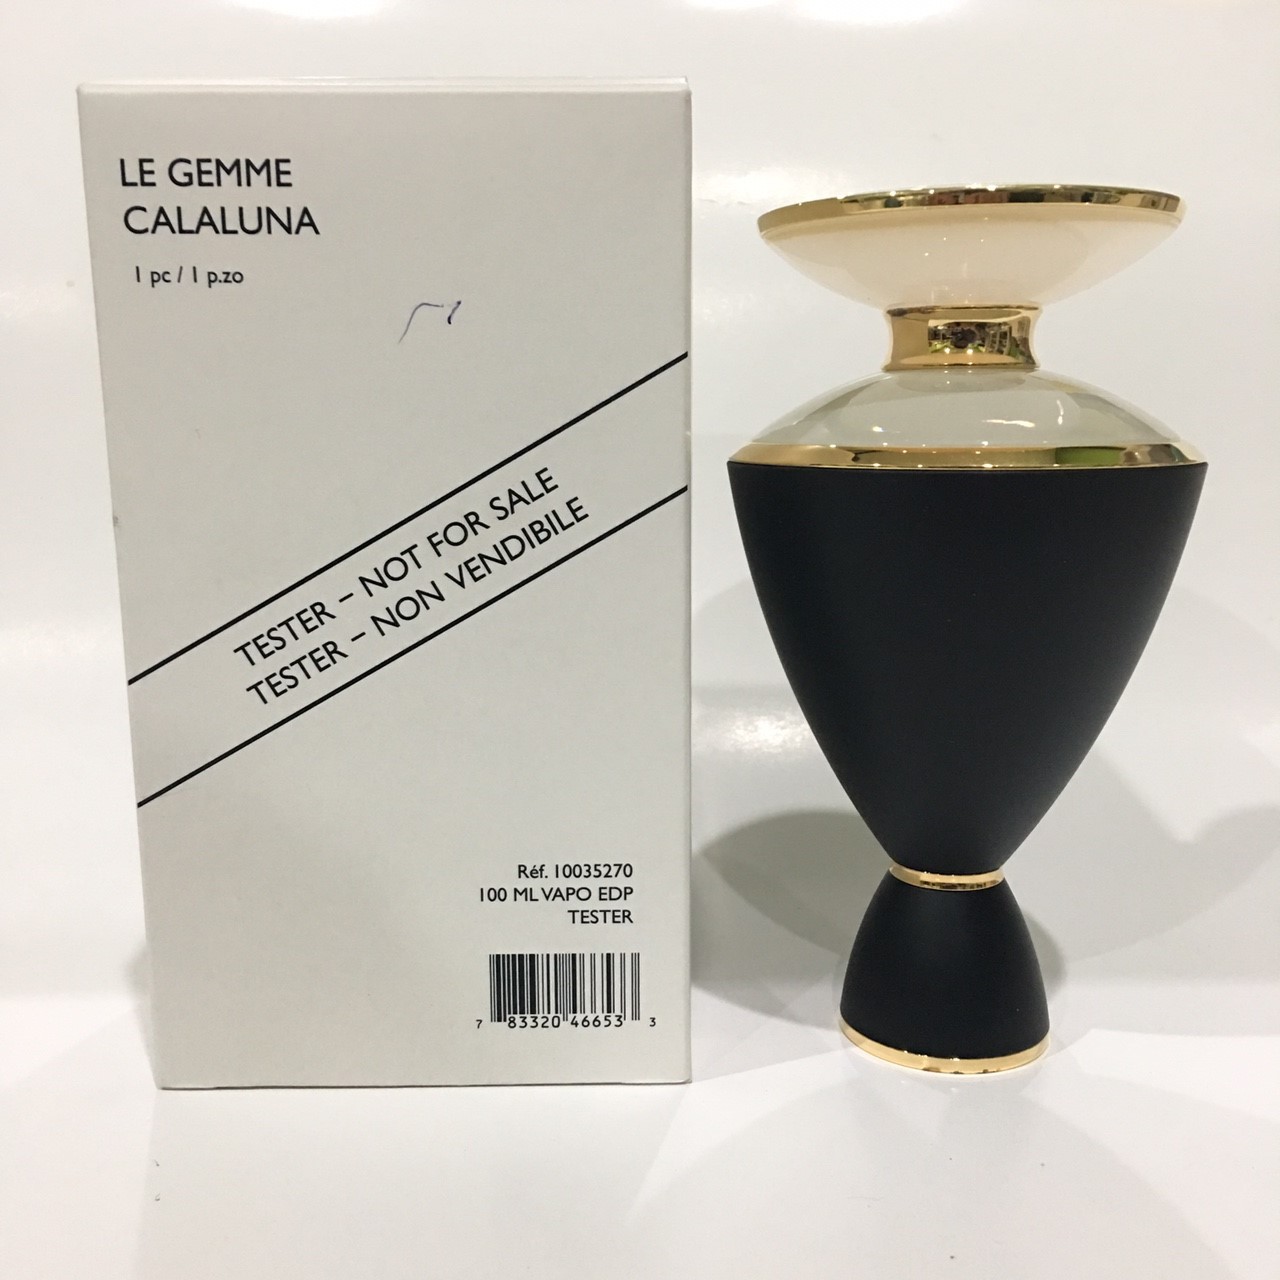 LE GEMME
CALALUNA
1 pc / 1 p.zo
TESTER – NOT FOR SALE
TESTER – NON VENDIBILE
Réf. 10035270
100 ML VAPO EDP
TESTER
7 83320 46653 3